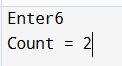 Enter6
Count = 2